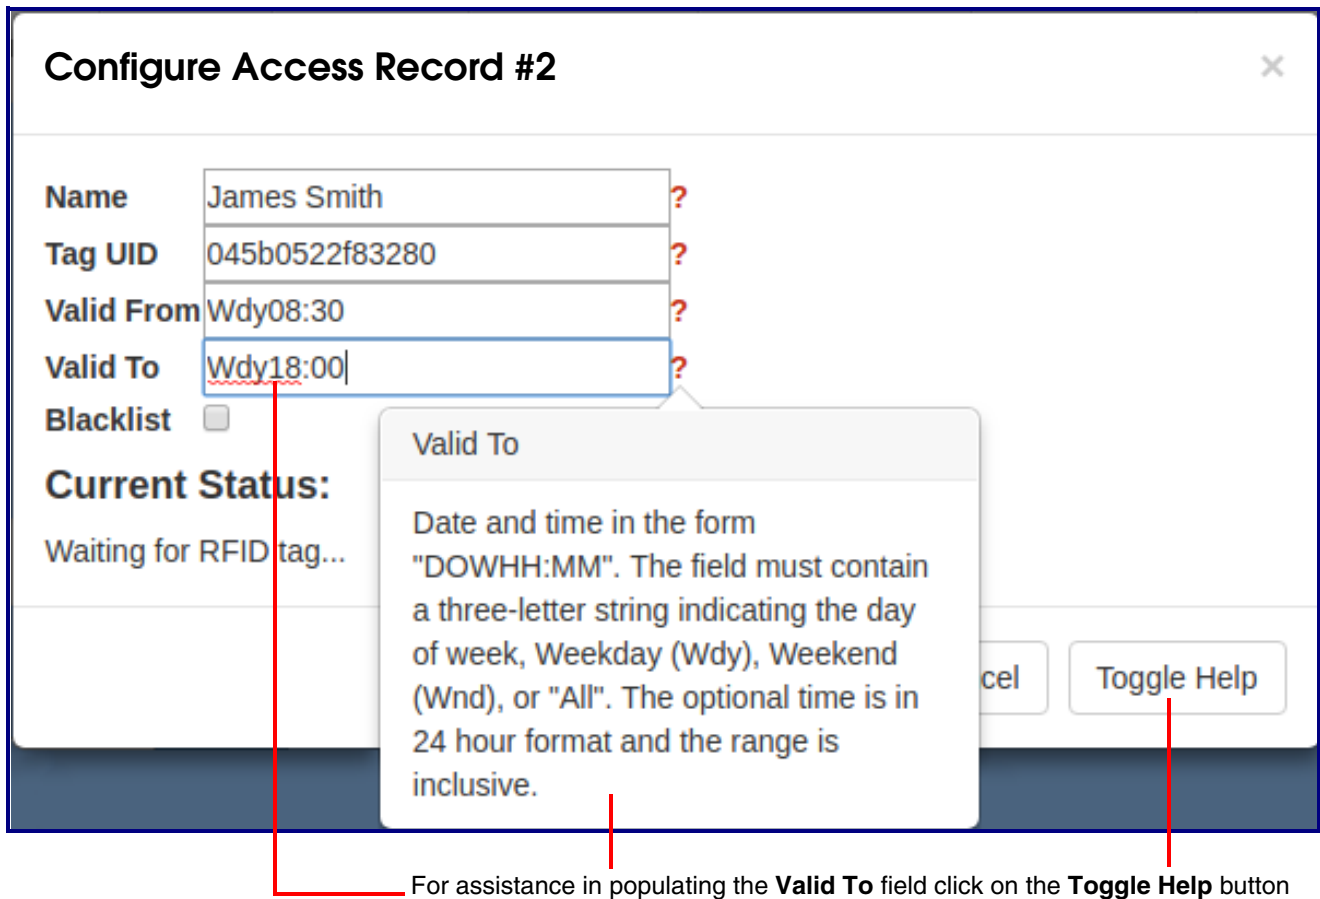 Configure Access Record #2
×
Name James Smith ?
Tag UID 045b0522f83280 ?
Valid From Wdy08:30 ?
Valid To Wdy18:00 ?
Blacklist
Current Status:
Waiting for RFID tag...
Valid To
Date and time in the form
"DOWHH:MM". The field must contain
a three-letter string indicating the day
of week, Weekday (Wdy), Weekend
(Wnd), or "All". The optional time is in
24 hour format and the range is
inclusive.
cel
Toggle Help
For assistance in populating the Valid To field click on the Toggle Help button